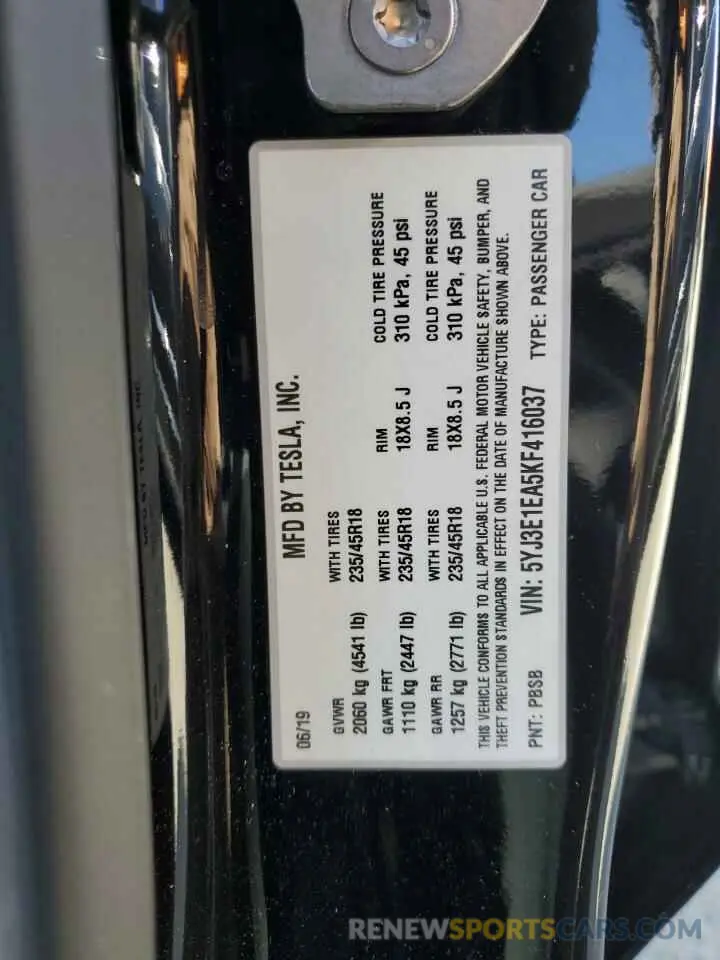 MFD BY TESLA, INC.
06/19
GVWR WITH TIRES
2060 kg (4541 lb) 235/45R18
GAWR FRT WITH TIRES RIM COLD TIRE PRESSURE
1110 kg (2447 lb) 235/45R18 18X8.5 J 310 kPa, 45 psi
GAWR RR WITH TIRES RIM COLD TIRE PRESSURE
1257 kg (2771 lb) 235/45R18 18X8.5 J 310 kPa, 45 psi
THIS VEHICLE CONFORMS TO ALL APPLICABLE U.S. FEDERAL MOTOR VEHICLE SAFETY, BUMPER, AND
THEFT PREVENTION STANDARDS IN EFFECT ON THE DATE OF MANUFACTURE SHOWN ABOVE.
PNT: PBSB VIN: 5YJ3E1EA5KF416037 TYPE: PASSENGER CAR
RENEWSPORTSCARS.COM